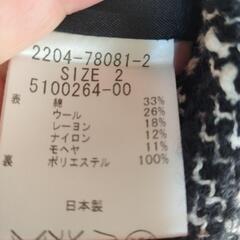 2204-78081-2
SIZE 2
5100264-00
表 綿 33%
ウール 26%
レーヨン 18%
ナイロン 12%
モヘヤ 11%
裏 ポリエステル 100%
日本製